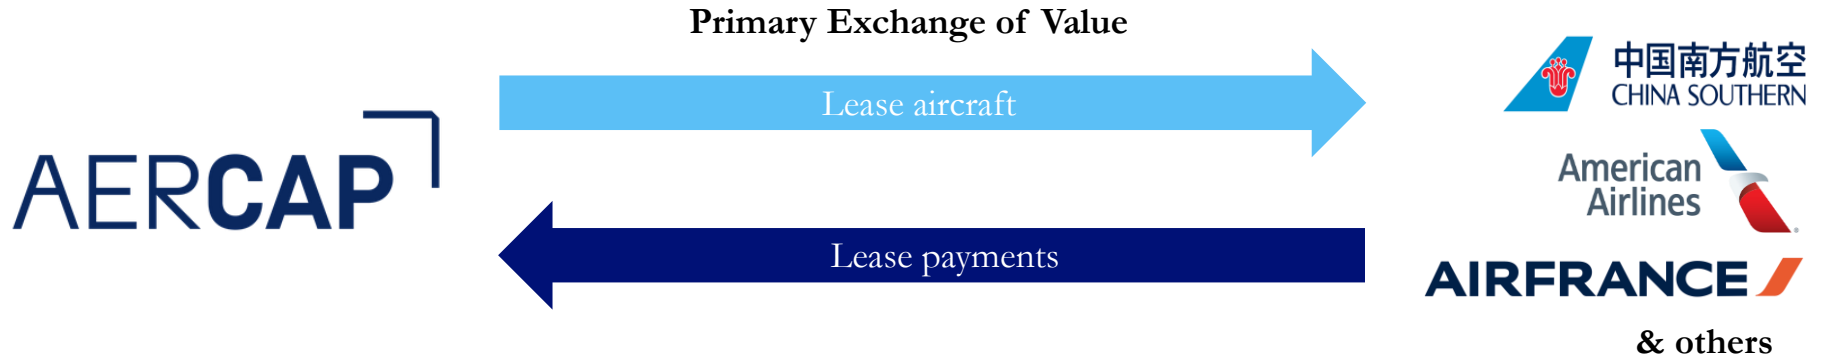 Primary Exchange of Value
AERCAP
Lease aircraft
Lease payments
中国南方航空
CHINA SOUTHERN
American
Airlines
AIRFRANCE
& others